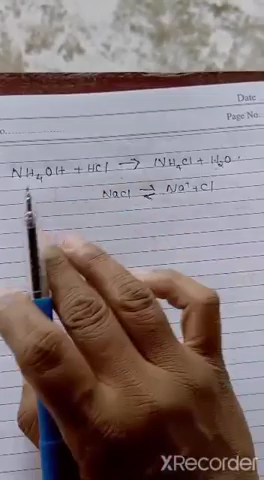 Date
Page No.
NH₄OH + HCl → NH₄Cl + H₂O.
NaCl ⇌ Na⁺ + Cl
XRecorder